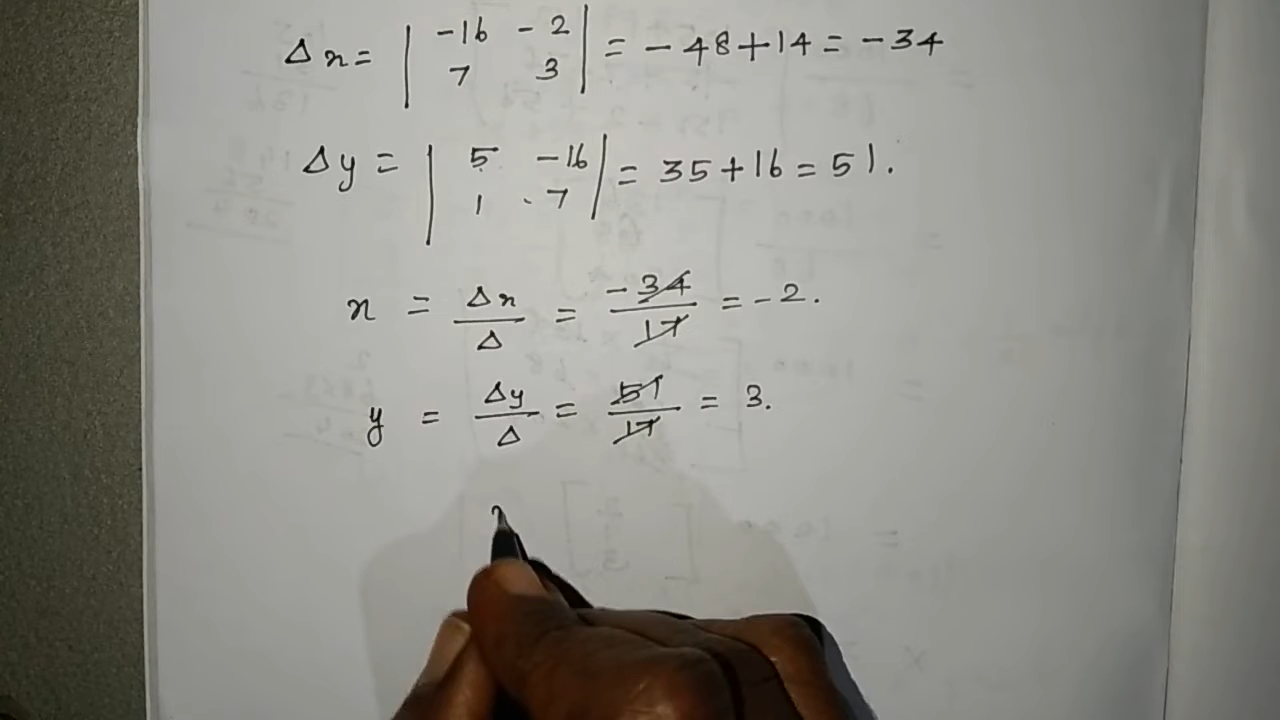 Δx = | -16 -2 | = -48+14 = -34
| 7 3 |
Δy = | 5 -16 | = 35+16 = 51.
| 1 7 |
x = Δx/Δ = -34/17 = -2.
y = Δy/Δ = 51/17 = 3.